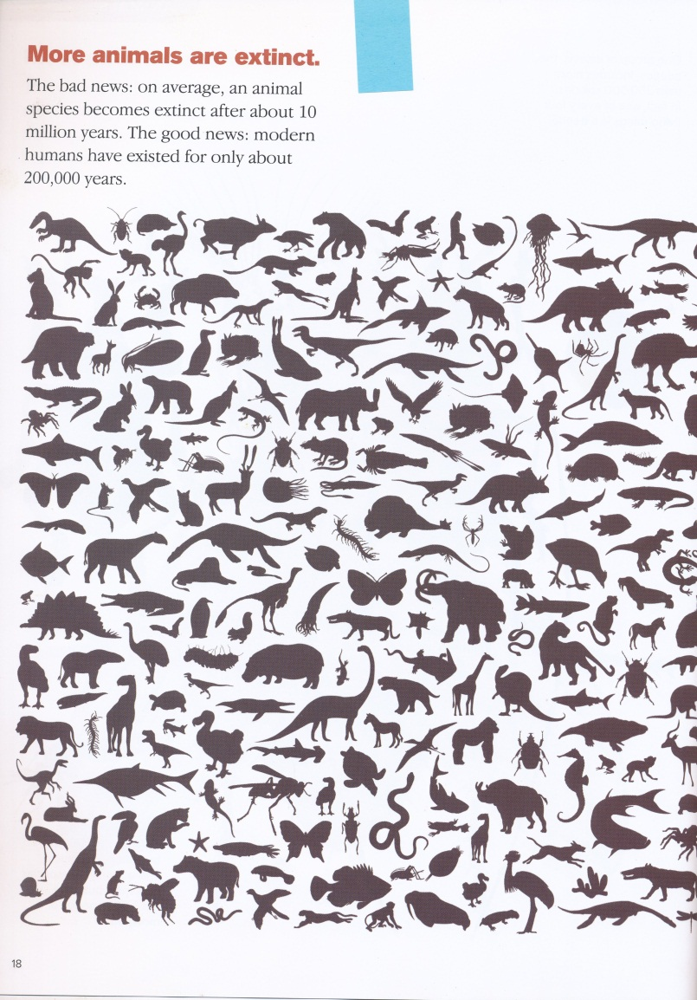 More animals are extinct.
The bad news: on average, an animal
species becomes extinct after about 10
million years. The good news: modern
humans have existed for only about
200,000 years.
18